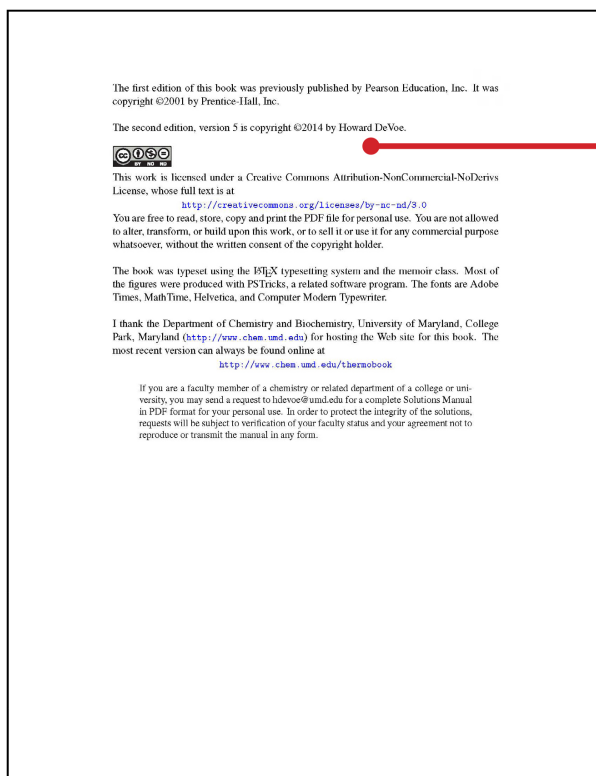 The first edition of this book was previously published by Pearson Education, Inc. It was
copyright ©2001 by Prentice-Hall, Inc.
The second edition, version 5 is copyright ©2014 by Howard DeVoe.
cc BY NC ND
This work is licensed under a Creative Commons Attribution-NonCommercial-NoDerivs
License, whose full text is at
http://creativecommons.org/licenses/by-nc-nd/3.0
You are free to read, store, copy and print the PDF file for personal use. You are not allowed
to alter, transform, or build upon this work, or to sell it or use it for any commercial purpose
whatsoever, without the written consent of the copyright holder.
The book was typeset using the LATEX typesetting system and the memoir class. Most of
the figures were produced with PSTricks, a related software program. The fonts are Adobe
Times, MathTime, Helvetica, and Computer Modern Typewriter.
I thank the Department of Chemistry and Biochemistry, University of Maryland, College
Park, Maryland (http://www.chem.umd.edu) for hosting the Web site for this book. The
most recent version can always be found online at
http://www.chem.umd.edu/thermobook
If you are a faculty member of a chemistry or related department of a college or uni-
versity, you may send a request to hdevoe@umd.edu for a complete Solutions Manual
in PDF format for your personal use. In order to protect the integrity of the solutions,
requests will be subject to verification of your faculty status and your agreement not to
reproduce or transmit the manual in any form.